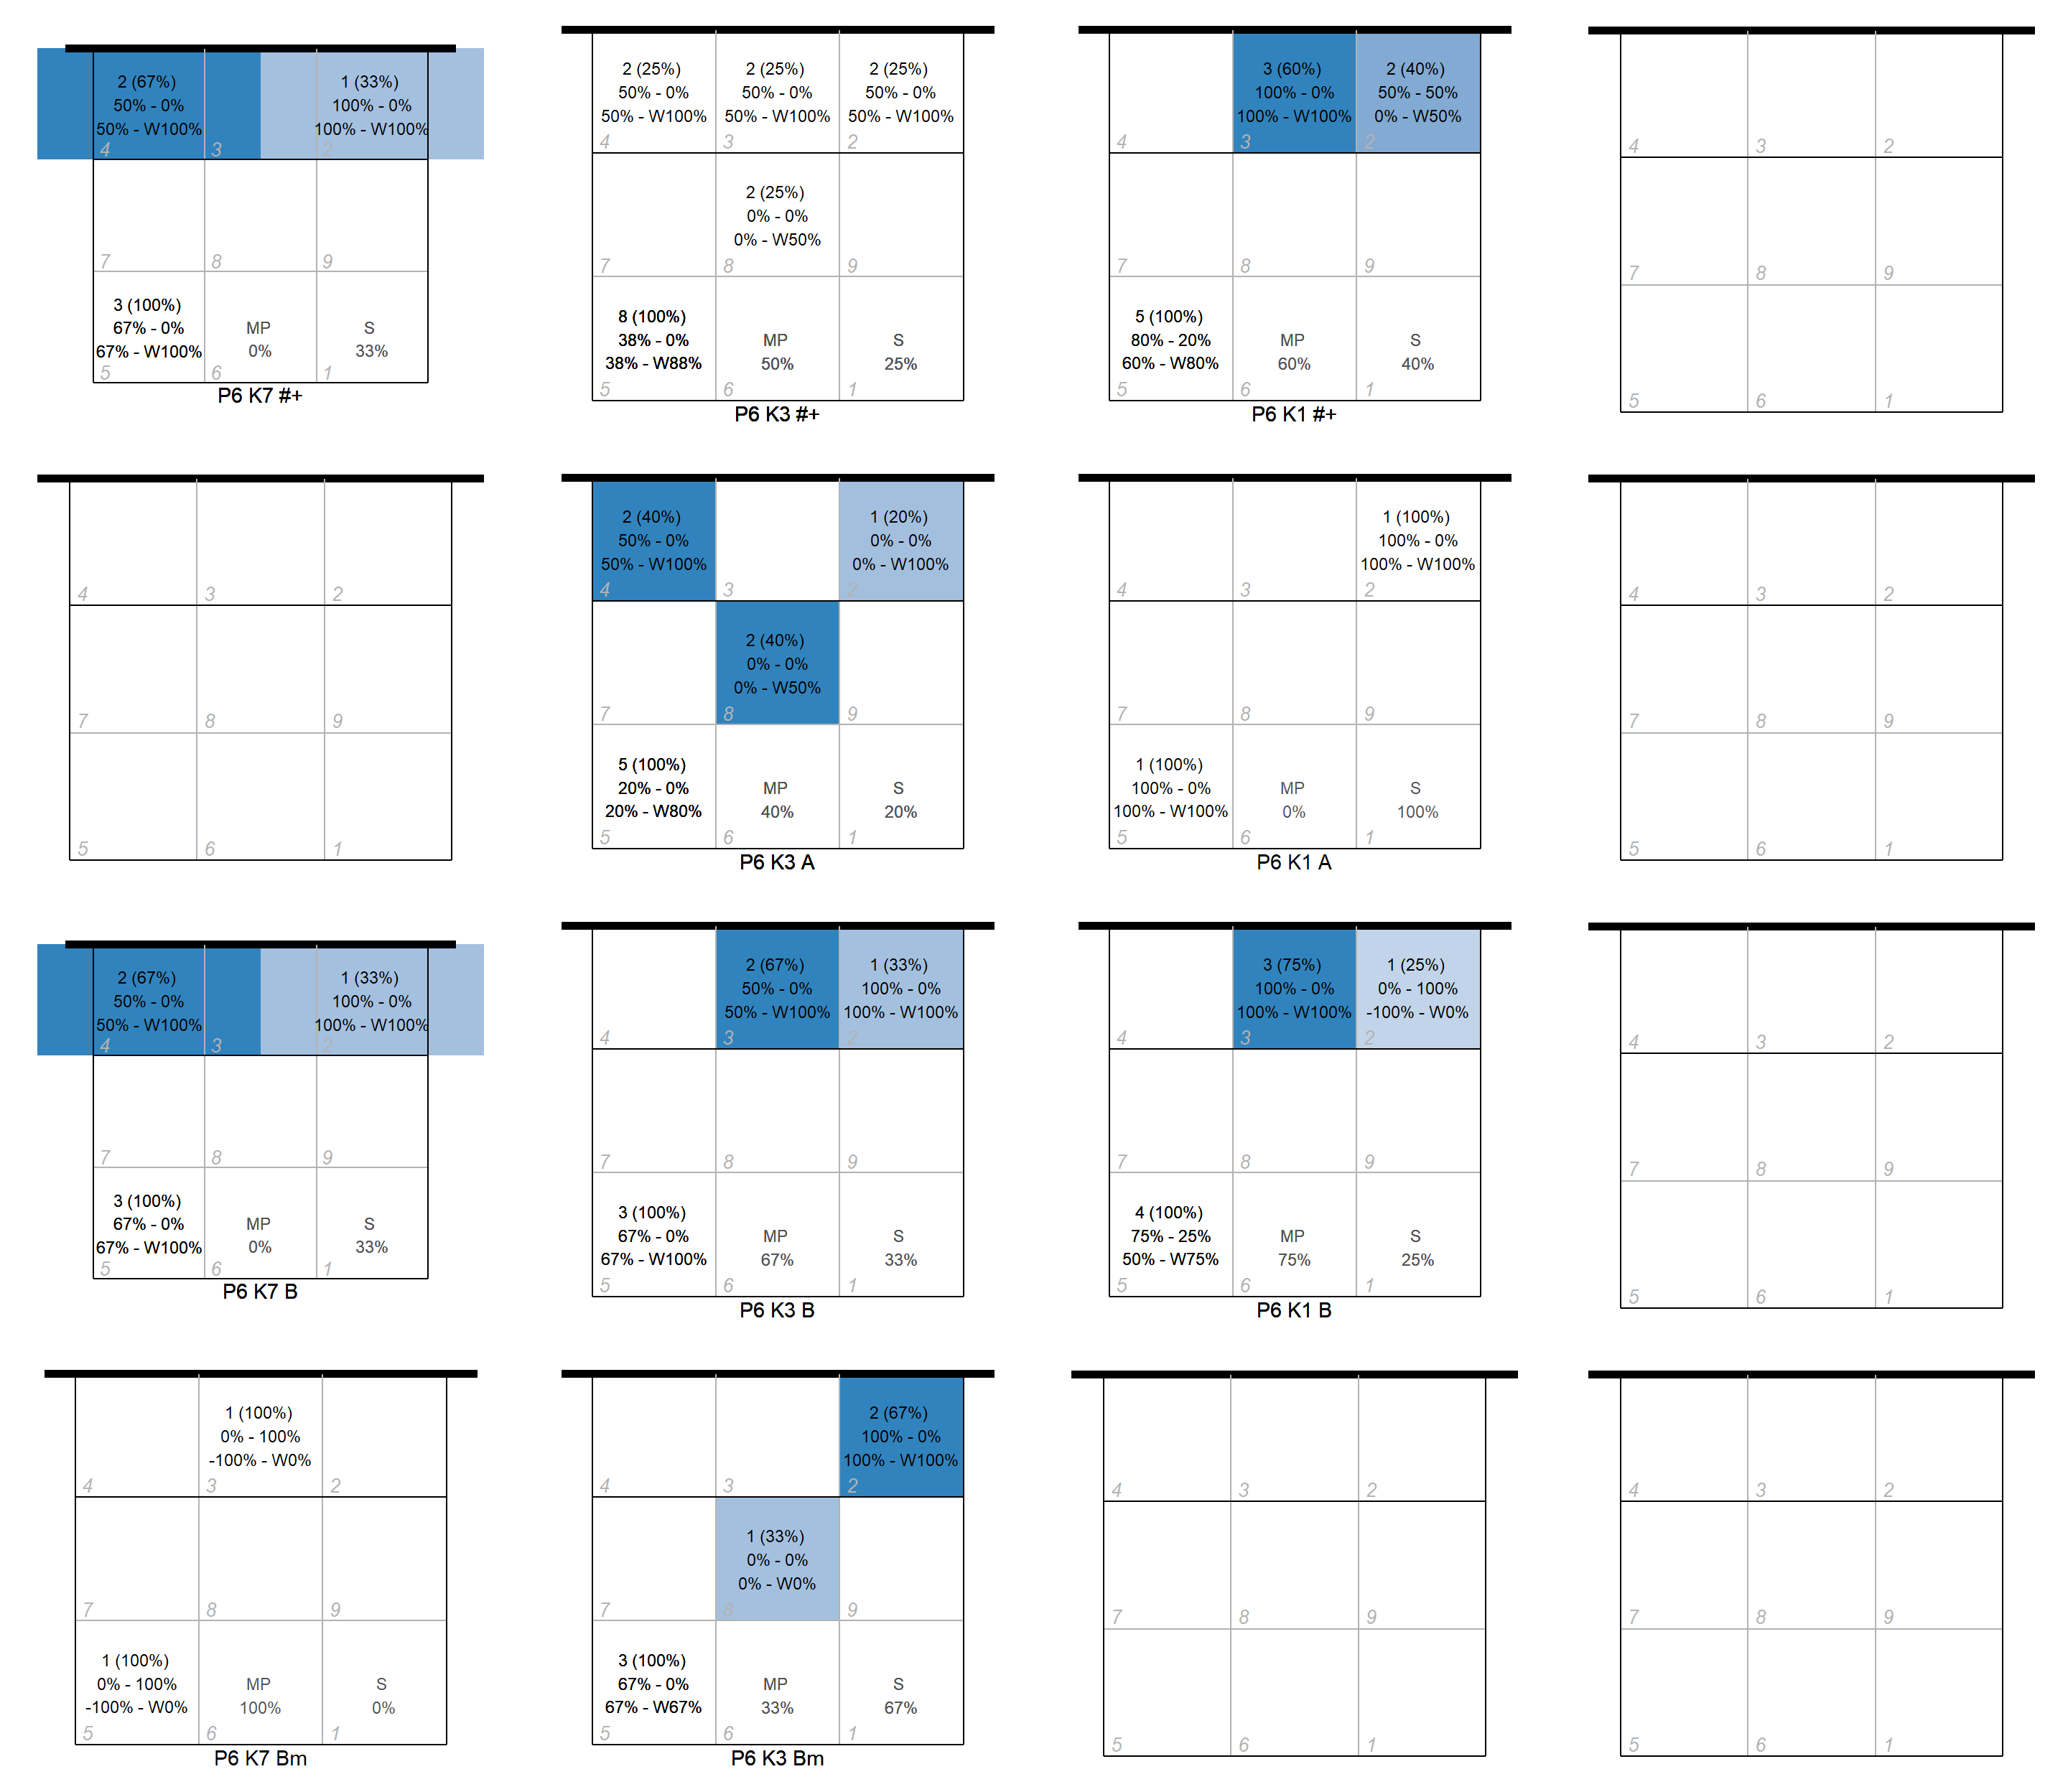 2 (67%)
50% - 0%
50% - W100%
1 (33%)
100% - 0%
100% - W100%
4 3 2
7 8 9
3 (100%)
67% - 0%
67% - W100%
MP
0%
S
33%
5 6 1
P6 K7 #+
2 (25%)
50% - 0%
50% - W100%
2 (25%)
50% - 0%
50% - W100%
2 (25%)
50% - 0%
50% - W100%
4 3 2
2 (25%)
0% - 0%
0% - W50%
7 8 9
8 (100%)
38% - 0%
38% - W88%
MP
50%
S
25%
5 6 1
P6 K3 #+
3 (60%)
100% - 0%
100% - W100%
2 (40%)
50% - 50%
0% - W50%
4 3 2
7 8 9
5 (100%)
80% - 20%
60% - W80%
MP
60%
S
40%
5 6 1
P6 K1 #+
4 3 2
7 8 9
5 6 1
4 3 2
7 8 9
5 6 1
2 (40%)
50% - 0%
50% - W100%
1 (20%)
0% - 0%
0% - W100%
4 3 2
2 (40%)
0% - 0%
0% - W50%
7 8 9
5 (100%)
20% - 0%
20% - W80%
MP
40%
S
20%
5 6 1
P6 K3 A
1 (100%)
100% - 0%
100% - W100%
4 3 2
7 8 9
1 (100%)
100% - 0%
100% - W100%
MP
0%
S
100%
5 6 1
P6 K1 A
4 3 2
7 8 9
5 6 1
2 (67%)
50% - 0%
50% - W100%
1 (33%)
100% - 0%
100% - W100%
4 3 2
7 8 9
3 (100%)
67% - 0%
67% - W100%
MP
0%
S
33%
5 6 1
P6 K7 B
2 (67%)
50% - 0%
50% - W100%
1 (33%)
100% - 0%
100% - W100%
4 3 2
7 8 9
3 (100%)
67% - 0%
67% - W100%
MP
67%
S
33%
5 6 1
P6 K3 B
3 (75%)
100% - 0%
100% - W100%
1 (25%)
0% - 100%
-100% - W0%
4 3 2
7 8 9
4 (100%)
75% - 25%
50% - W75%
MP
75%
S
25%
5 6 1
P6 K1 B
4 3 2
7 8 9
5 6 1
1 (100%)
0% - 100%
-100% - W0%
4 3 2
7 8 9
1 (100%)
0% - 100%
-100% - W0%
MP
100%
S
0%
5 6 1
P6 K7 Bm
2 (67%)
100% - 0%
100% - W100%
4 3 2
1 (33%)
0% - 0%
0% - W0%
7 8 9
3 (100%)
67% - 0%
67% - W67%
MP
33%
S
67%
5 6 1
P6 K3 Bm
4 3 2
7 8 9
5 6 1
4 3 2
7 8 9
5 6 1